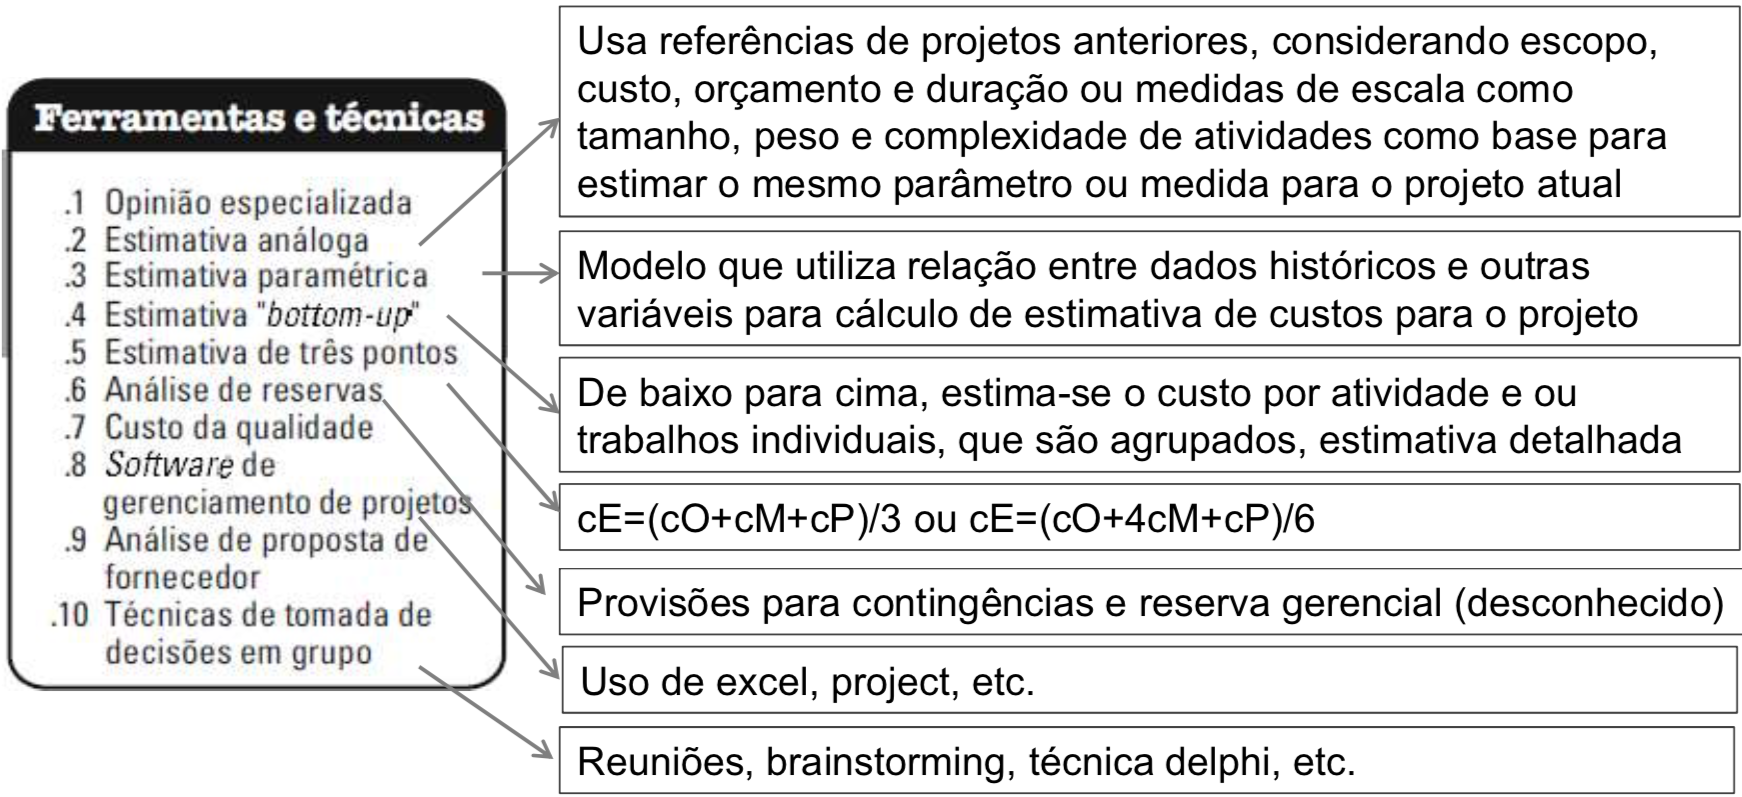 Ferramentas e técnicas
.1 Opinião especializada
.2 Estimativa análoga
.3 Estimativa paramétrica
.4 Estimativa "bottom-up"
.5 Estimativa de três pontos
.6 Análise de reservas
.7 Custo da qualidade
.8 Software de
gerenciamento de projetos
.9 Análise de proposta de
fornecedor
.10 Técnicas de tomada de
decisões em grupo
Usa referências de projetos anteriores, considerando escopo,
custo, orçamento e duração ou medidas de escala como
tamanho, peso e complexidade de atividades como base para
estimar o mesmo parâmetro ou medida para o projeto atual
Modelo que utiliza relação entre dados históricos e outras
variáveis para cálculo de estimativa de custos para o projeto
De baixo para cima, estima-se o custo por atividade e ou
trabalhos individuais, que são agrupados, estimativa detalhada
cE=(cO+cM+cP)/3 ou cE=(cO+4cM+cP)/6
Provisões para contingências e reserva gerencial (desconhecido)
Uso de excel, project, etc.
Reuniões, brainstorming, técnica delphi, etc.